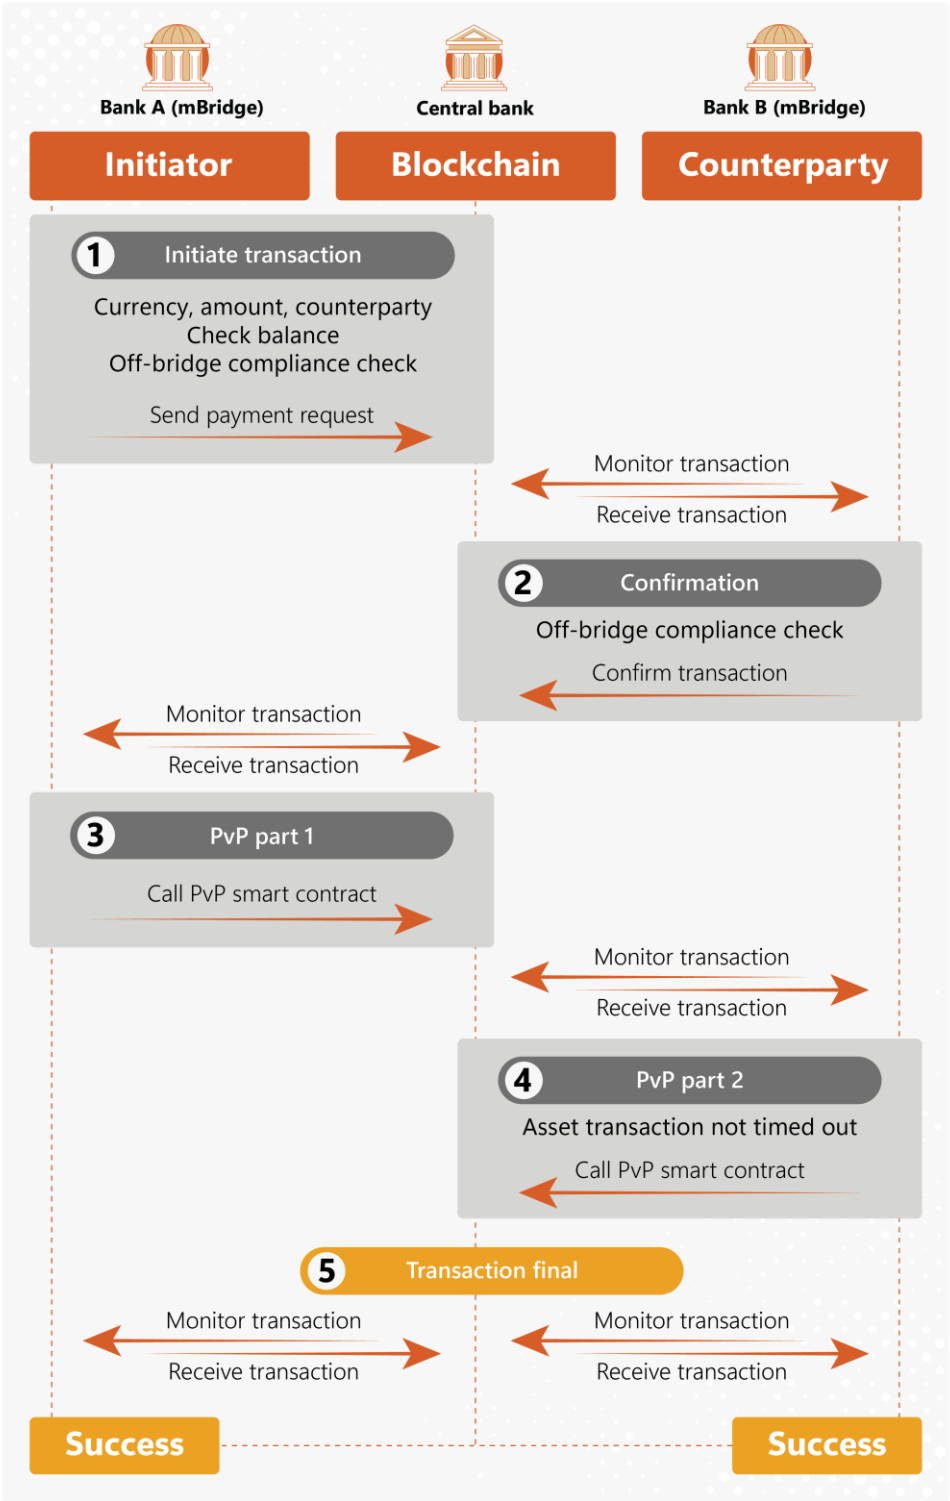 Bank A (mBridge)
Central bank
Bank B (mBridge)
Initiator
Blockchain
Counterparty
1
Initiate transaction
Currency, amount, counterparty
Check balance
Off-bridge compliance check
Send payment request
Monitor transaction
Receive transaction
2
Confirmation
Off-bridge compliance check
Confirm transaction
Monitor transaction
Receive transaction
3
PvP part 1
Call PvP smart contract
Monitor transaction
Receive transaction
4
PvP part 2
Asset transaction not timed out
Call PvP smart contract
5
Transaction final
Monitor transaction
Receive transaction
Monitor transaction
Receive transaction
Success
Success